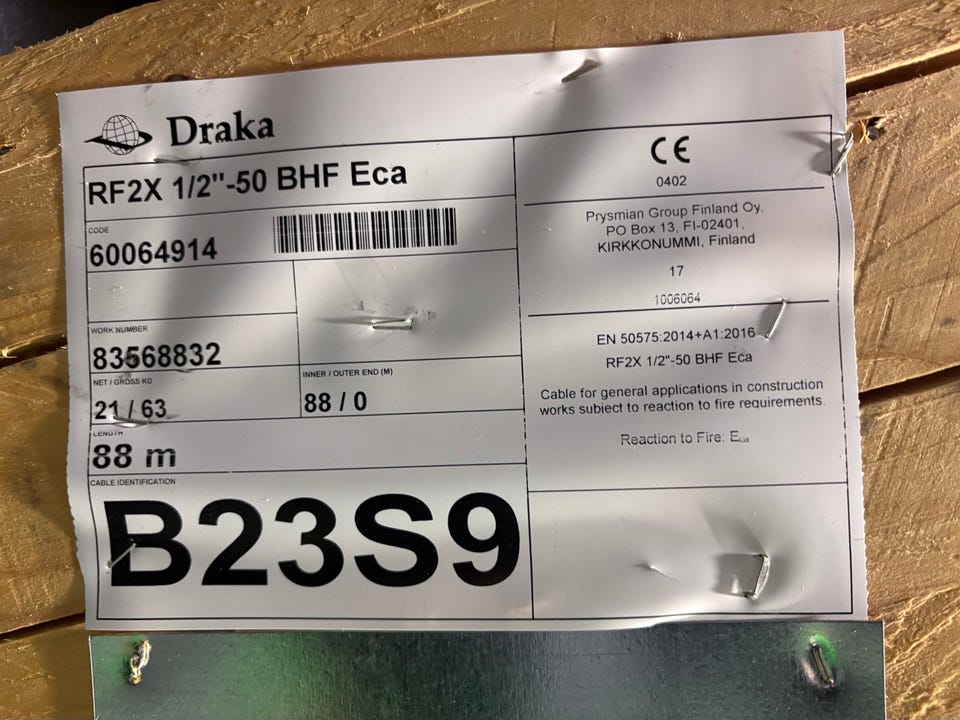 Draka
RF2X 1/2"-50 BHF Eca
CODE
60064914
WORK NUMBER
83568832
NET / GROSS KG
21 / 63
INNER / OUTER END (M)
88 / 0
LENGTH
88 m
CABLE IDENTIFICATION
B23S9
CE
0402
Prysmian Group Finland Oy,
PO Box 13, FI-02401,
KIRKKONUMMI, Finland
17
1006064
EN 50575:2014+A1:2016
RF2X 1/2"-50 BHF Eca
Cable for general applications in construction
works subject to reaction to fire requirements.
Reaction to Fire: Eca